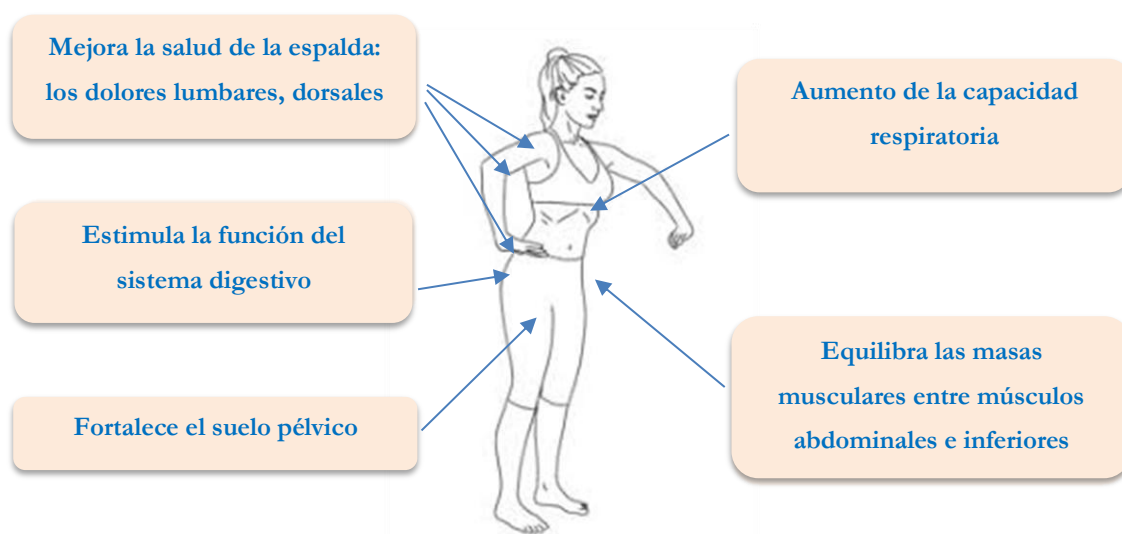 Mejora la salud de la espalda:
los dolores lumbares, dorsales
Estimula la función del
sistema digestivo
Fortalece el suelo pélvico
Aumento de la capacidad
respiratoria
Equilibra las masas
musculares entre músculos
abdominales e inferiores